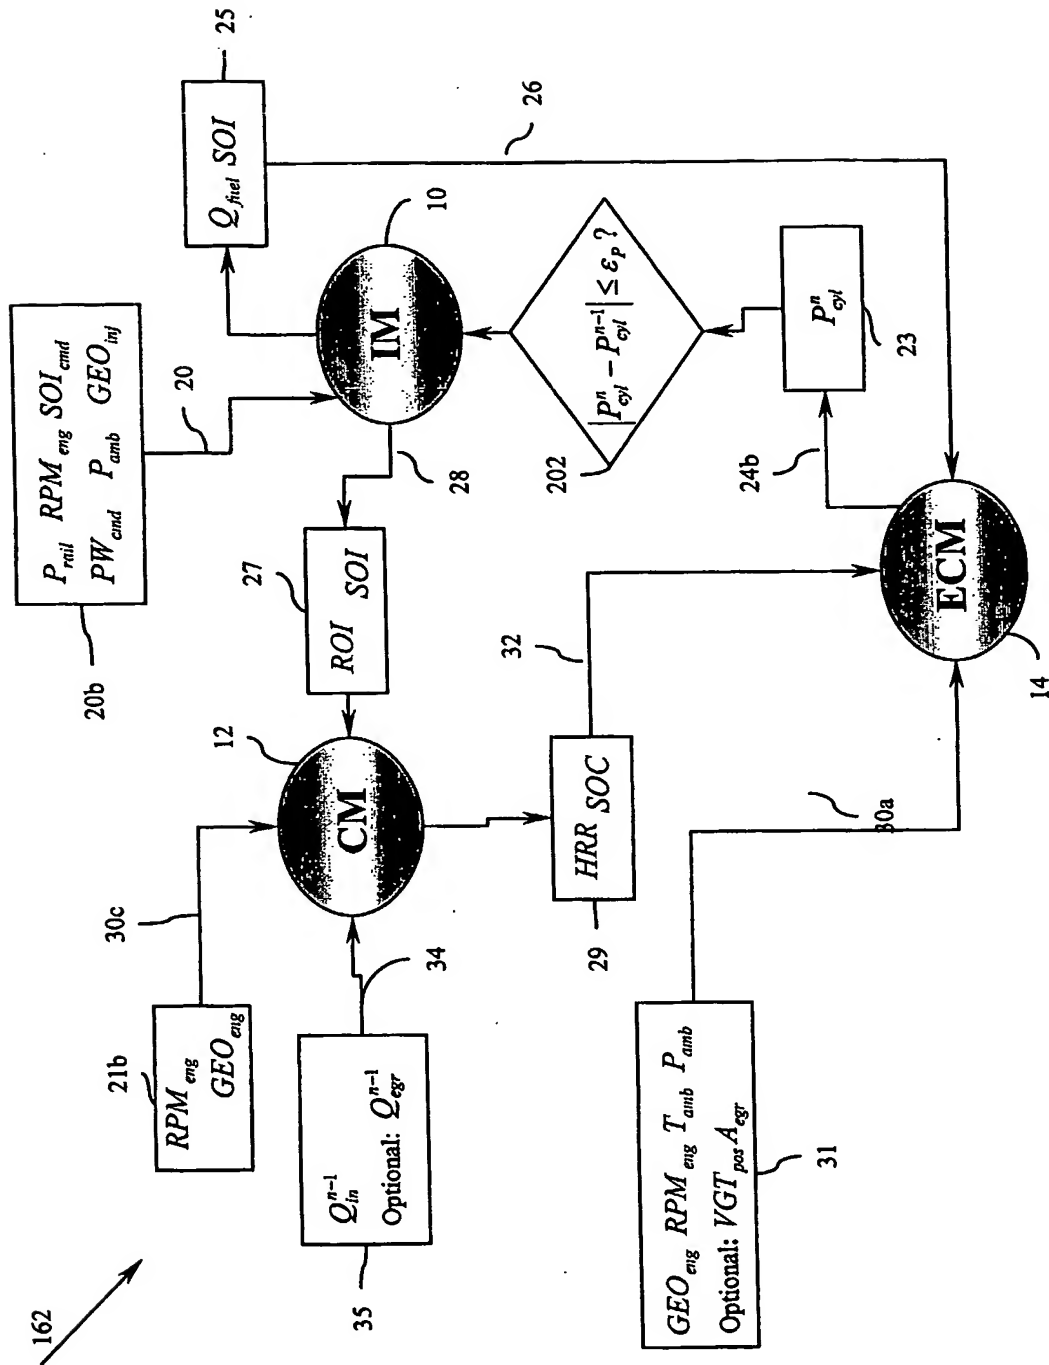 162
20b
P_rail RPM_eng SOI_cmd
PW_cmd P_amb GEO_inj
20
25
Q_fuel SOI
26
10
IM
28
27
ROI SOI
12
CM
30c
21b
RPM_eng
GEO_eng
34
Q_in^{n-1}
Optional: Q_egr^{n-1}
35
HRR SOC
29
32
202
|P_cyl^n - P_cyl^{n-1}| ≤ ε_P ?
P_cyl^n
23
24b
ECM
14
30a
GEO_eng RPM_eng T_amb P_amb
Optional: VGT_pos A_egr
31